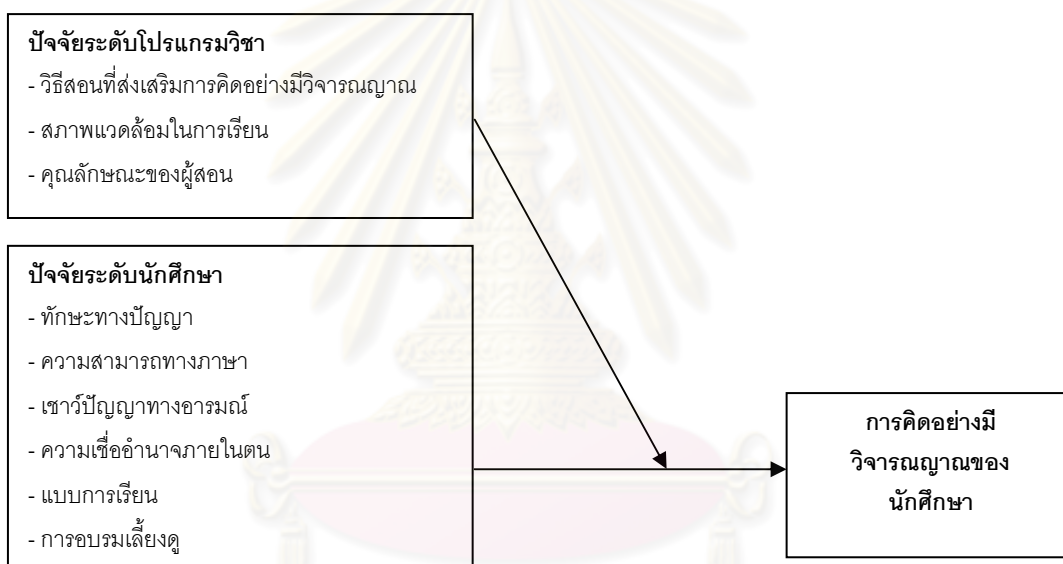 ปัจจัยระดับโปรแกรมวิชา
- วิธีสอนที่ส่งเสริมการคิดอย่างมีวิจารณญาณ
- สภาพแวดล้อมในการเรียน
- คุณลักษณะของผู้สอน
ปัจจัยระดับนักศึกษา
- ทักษะทางปัญญา
- ความสามารถทางภาษา
- เชาว์ปัญญาทางอารมณ์
- ความเชื่ออำนาจภายในตน
- แบบการเรียน
- การอบรมเลี้ยงดู
การคิดอย่างมี
วิจารณญาณของ
นักศึกษา